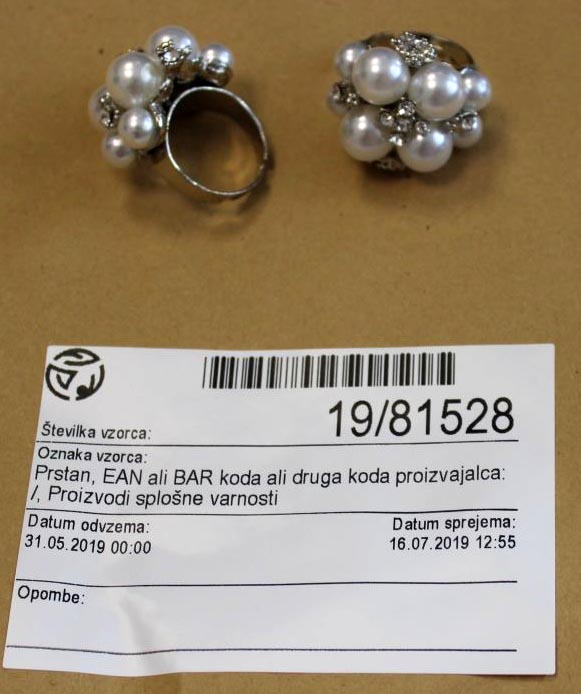 19/81528
Številka vzorca:
Oznaka vzorca:
Prstan, EAN ali BAR koda ali druga koda proizvajalca:
/, Proizvodi splošne varnosti
Datum odvzema: Datum sprejema:
31.05.2019 00:00 16.07.2019 12:55
Opombe: